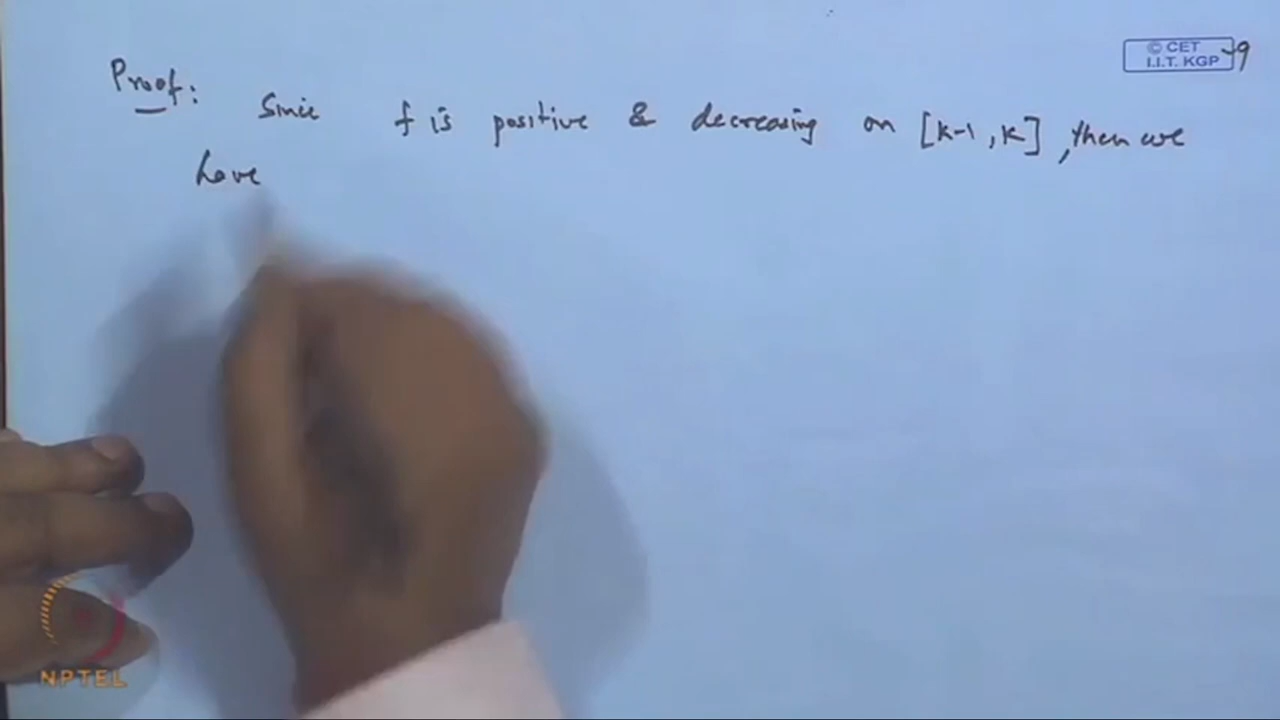 © CET
I.I.T. KGP
Proof: Since f is positive & decreasing on [K-1, K], then we
have
NPTEL